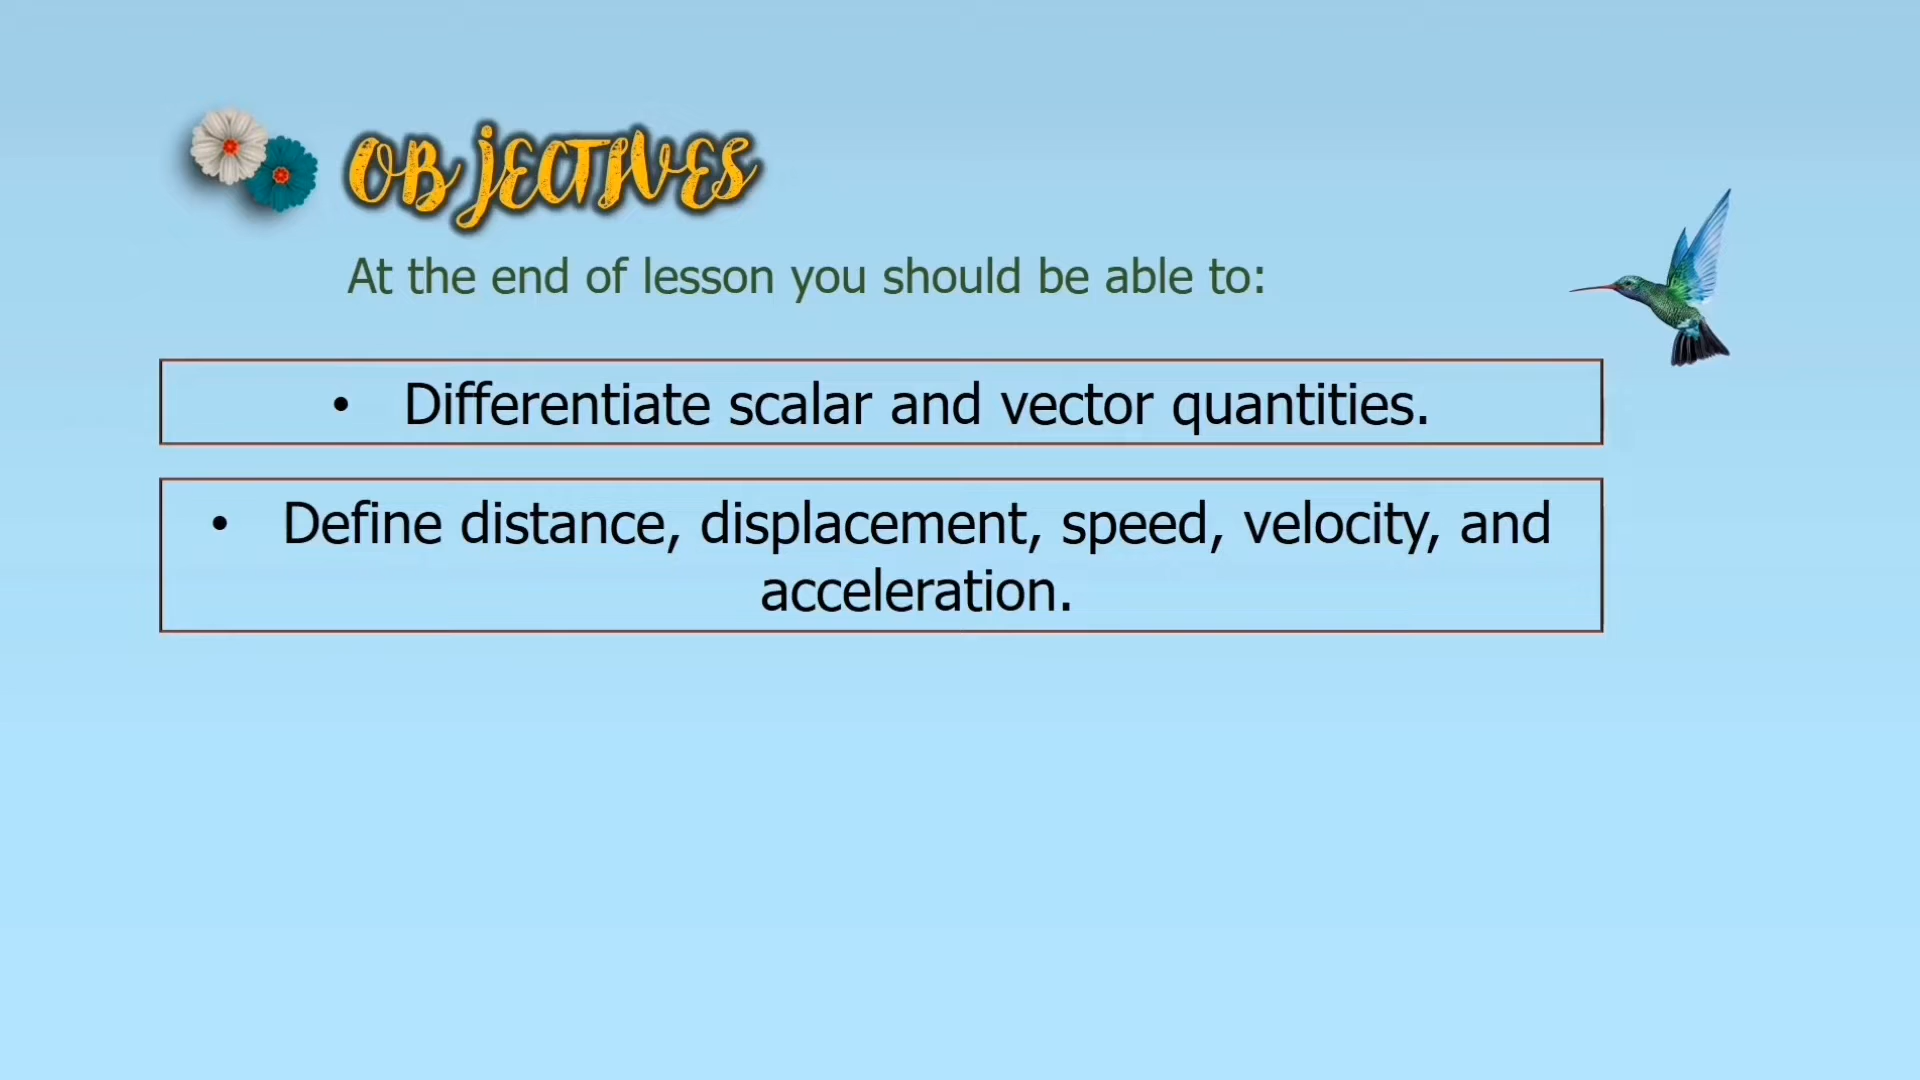 OBJECTIVES
At the end of lesson you should be able to:
• Differentiate scalar and vector quantities.
• Define distance, displacement, speed, velocity, and
acceleration.